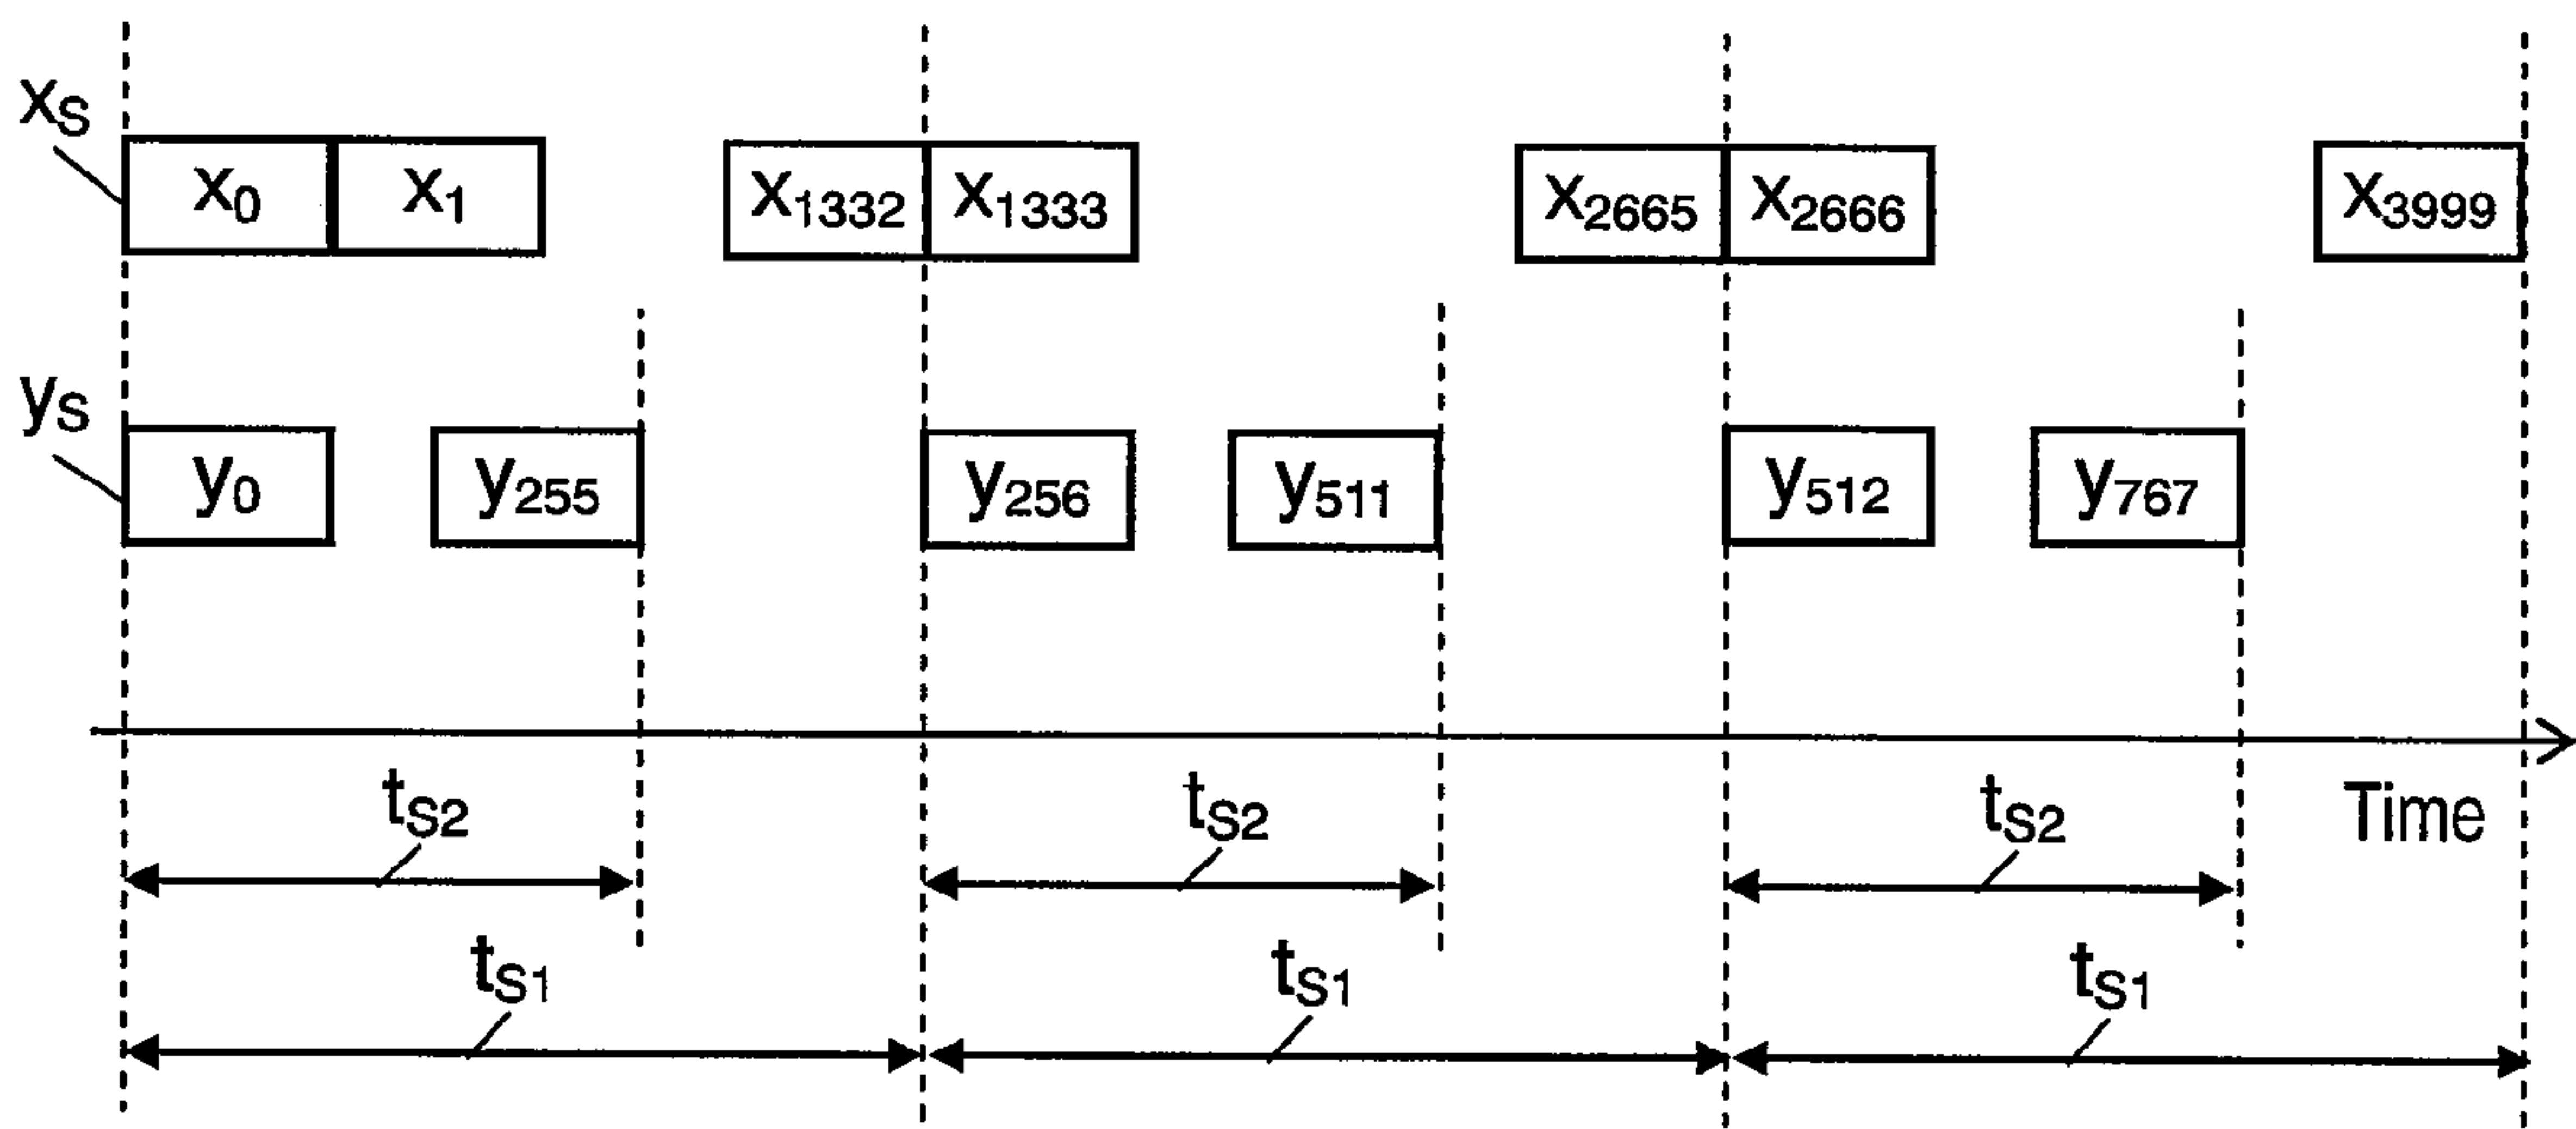 xS
x0 x1 x1332 x1333 x2665 x2666 x3999
yS
y0 y255 y256 y511 y512 y767
tS2 tS2 tS2 Time
tS1 tS1 tS1